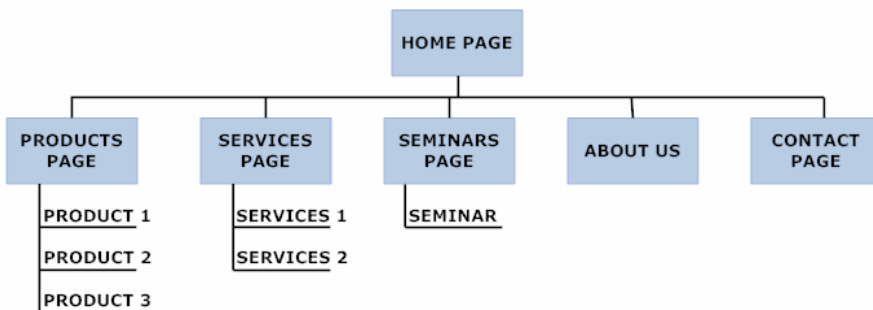 HOME PAGE
PRODUCTS
PAGE
SERVICES
PAGE
SEMINARS
PAGE
ABOUT US
CONTACT
PAGE
PRODUCT 1
PRODUCT 2
PRODUCT 3
SERVICES 1
SERVICES 2
SEMINAR